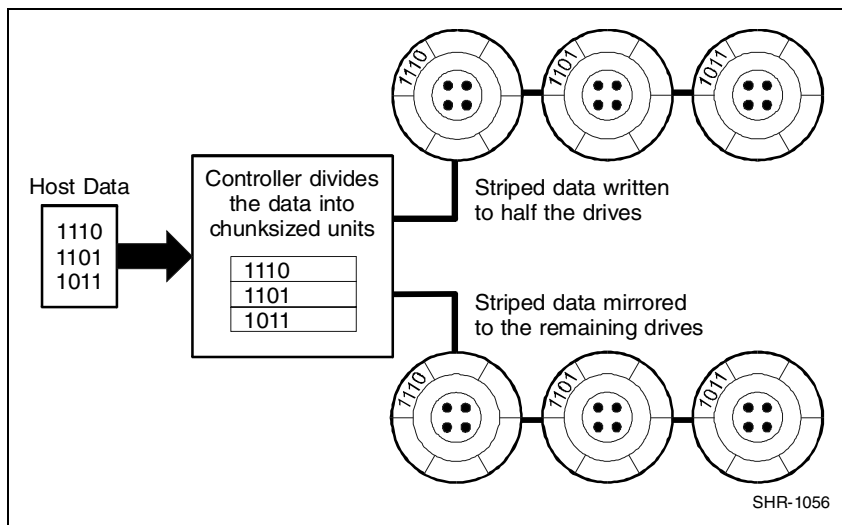 1110
1101
1011
Host Data
1110
1101
1011
Controller divides
the data into
chunksized units
1110
1101
1011
Striped data written
to half the drives
Striped data mirrored
to the remaining drives
1110
1101
1011
SHR-1056